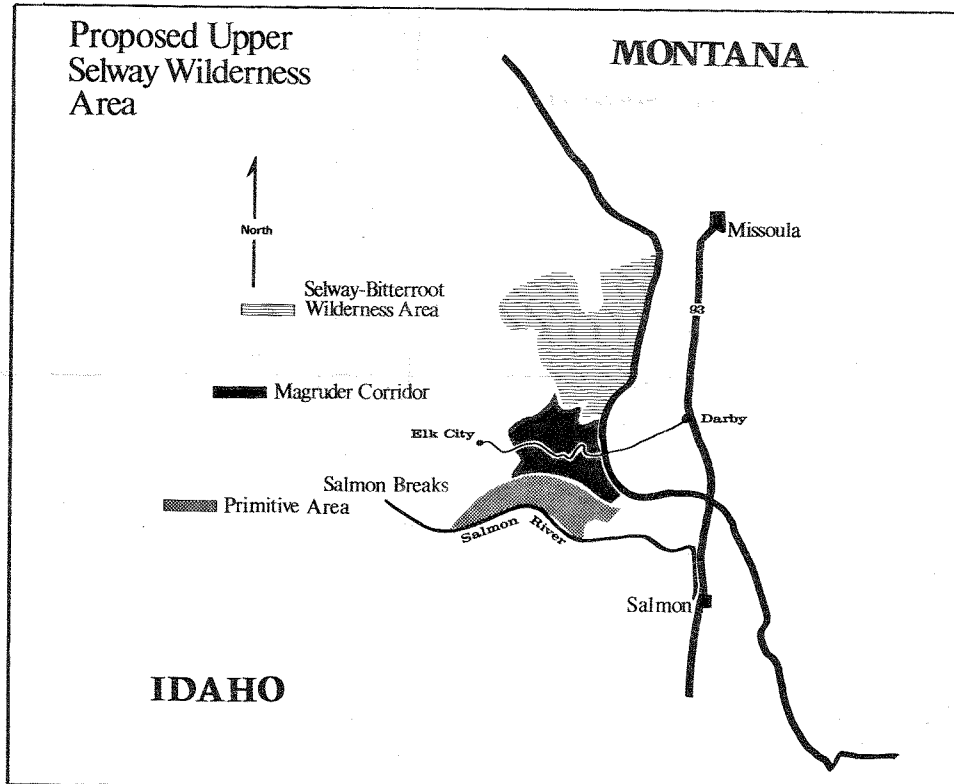 Proposed Upper
Selway Wilderness
Area
MONTANA
North
Missoula
Selway-Bitterroot
Wilderness Area
93
Magruder Corridor
Darby
Elk City
Salmon Breaks
Primitive Area
Salmon River
Salmon
IDAHO